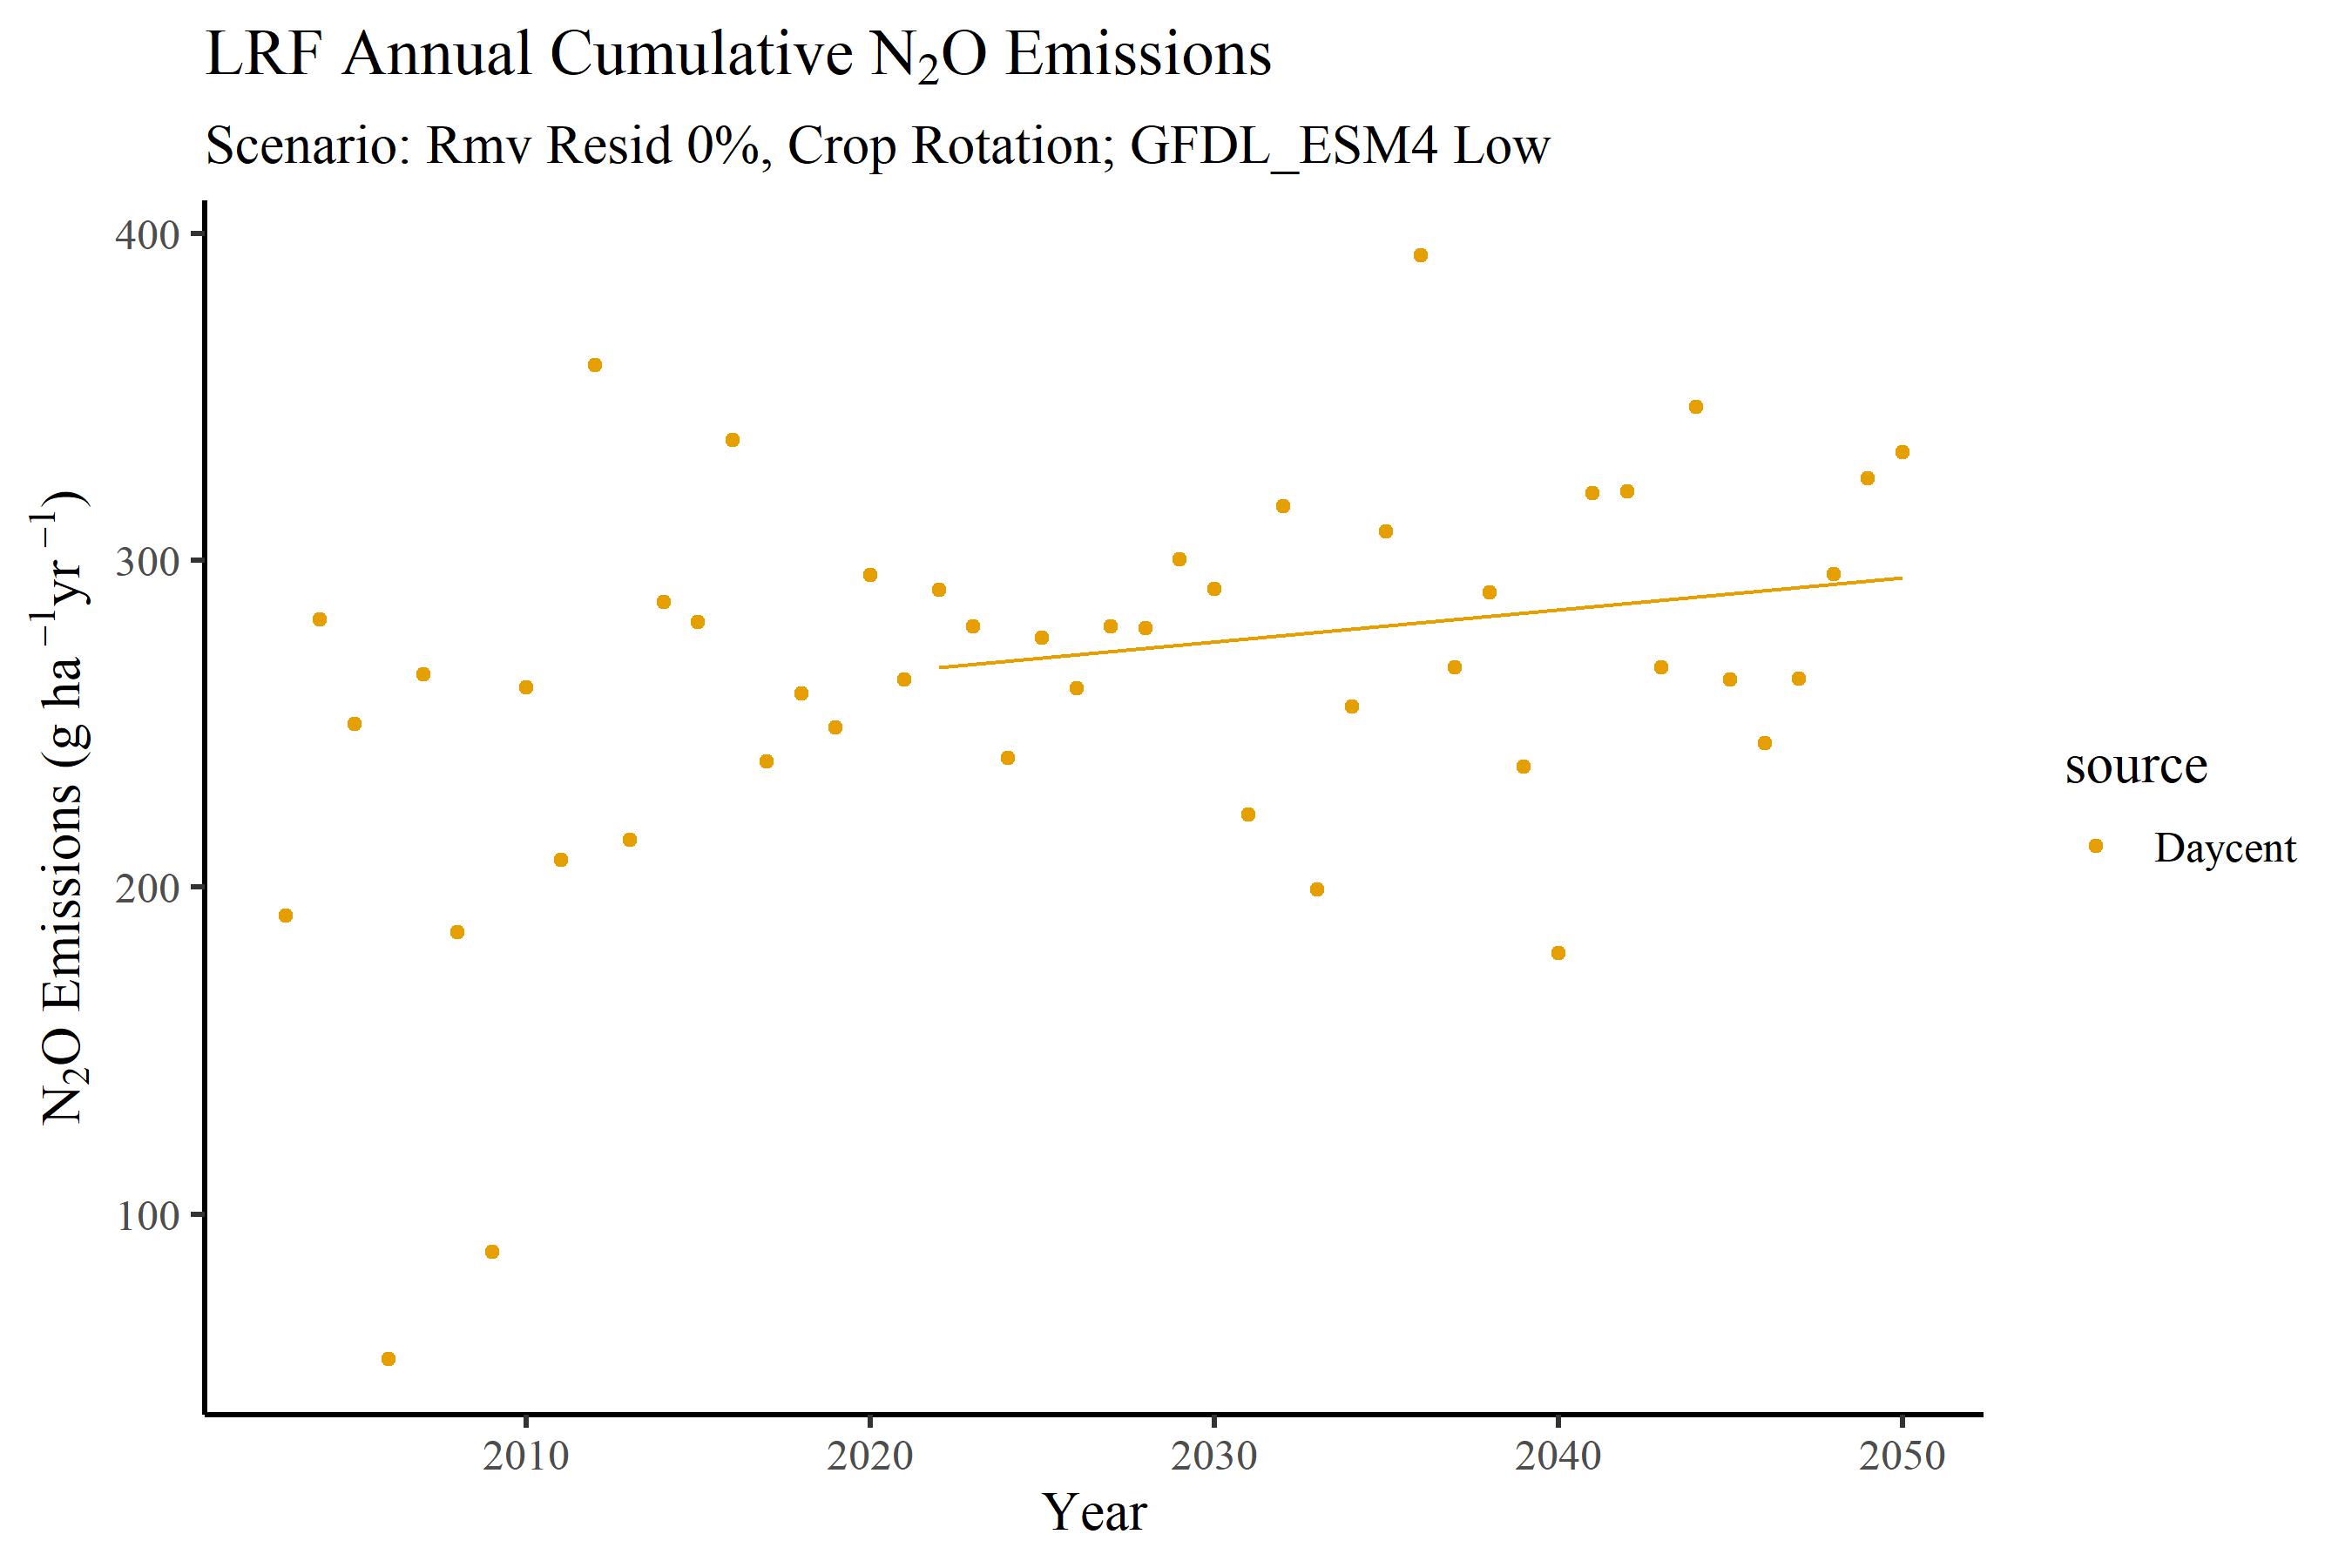 LRF Annual Cumulative N₂O Emissions
Scenario: Rmv Resid 0%, Crop Rotation; GFDL_ESM4 Low
N₂O Emissions (g ha ⁻¹yr ⁻¹)
400
300
200
100
2010 2020 2030 2040 2050
Year
source
Daycent